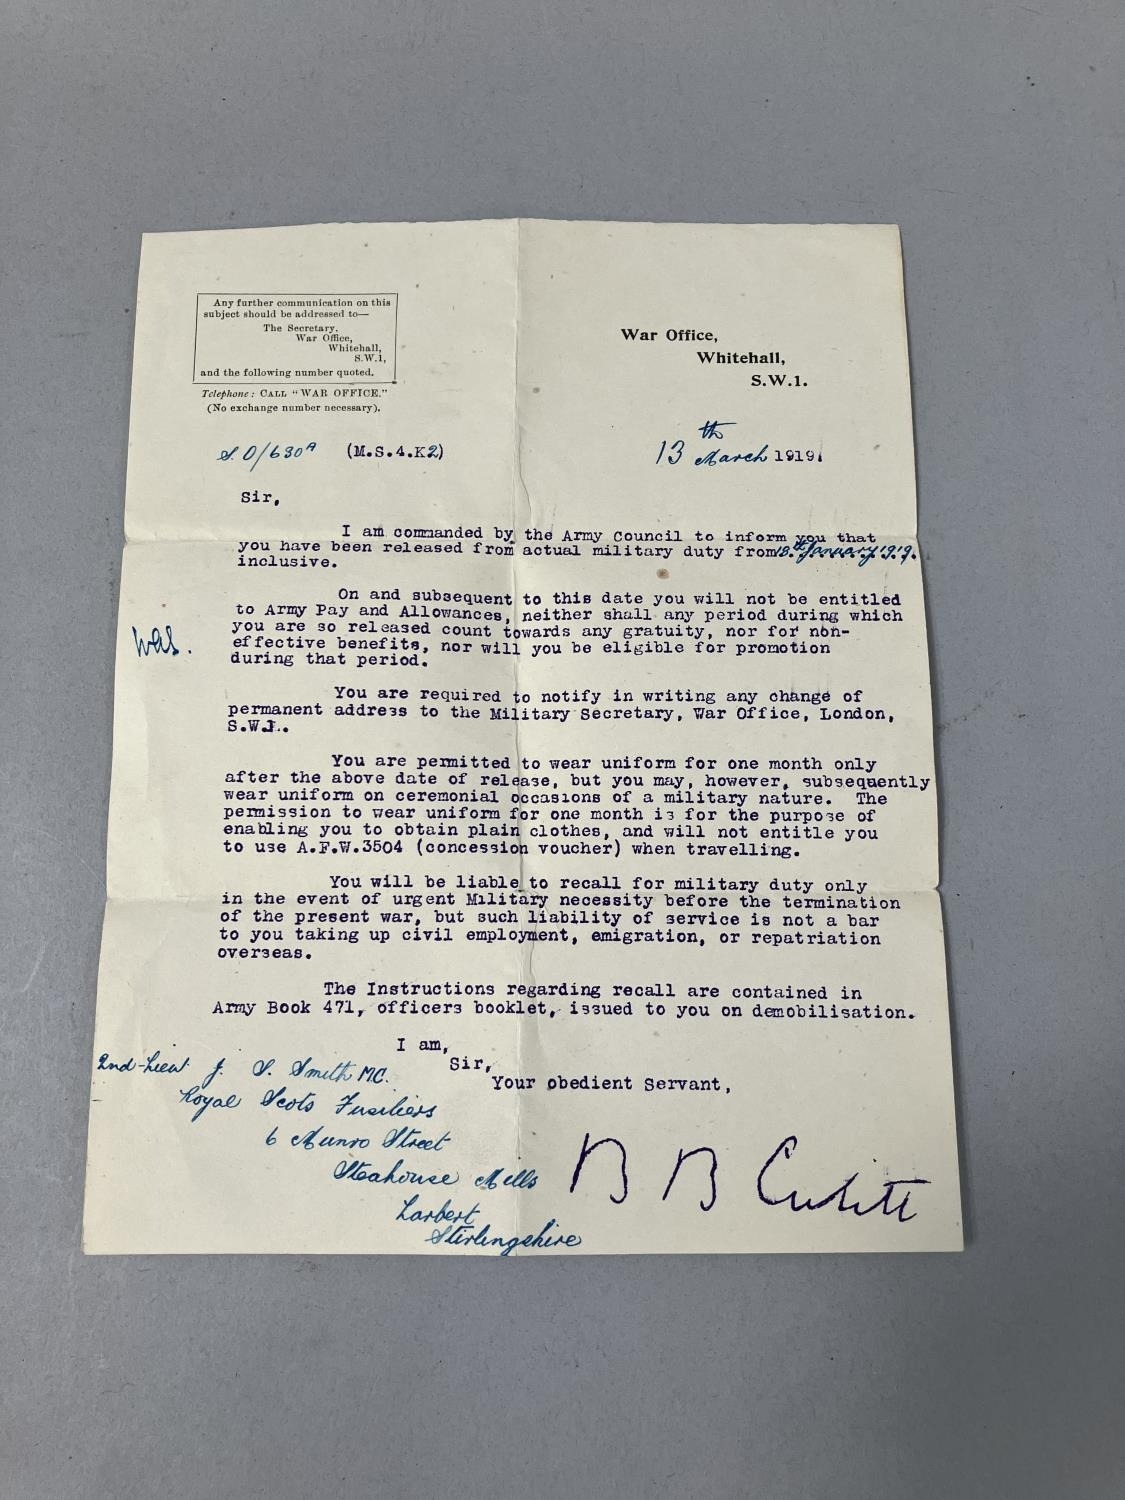 Any further communication on this
subject should be addressed to—
The Secretary,
War Office,
Whitehall,
S.W.1,
and the following number quoted.
Telephone: CALL "WAR OFFICE."
(No exchange number necessary).
War Office,
Whitehall,
S.W.1.
S.O/630A (M.S.4.K2)
13th March 1919.
Sir,
I am commanded by the Army Council to inform you that
you have been released from actual military duty from 18th January 1919.
inclusive.
On and subsequent to this date you will not be entitled
to Army Pay and Allowances, neither shall any period during which
you are so released count towards any gratuity, nor for non-
effective benefits, nor will you be eligible for promotion
during that period.
You are required to notify in writing any change of
permanent address to the Military Secretary, War Office, London,
S.W.1..
You are permitted to wear uniform for one month only
after the above date of release, but you may, however, subsequently
wear uniform on ceremonial occasions of a military nature. The
permission to wear uniform for one month is for the purpose of
enabling you to obtain plain clothes, and will not entitle you
to use A.F.W.3504 (concession voucher) when travelling.
You will be liable to recall for military duty only
in the event of urgent Military necessity before the termination
of the present war, but such liability of service is not a bar
to you taking up civil employment, emigration, or repatriation
overseas.
The Instructions regarding recall are contained in
Army Book 471, officers booklet, issued to you on demobilisation.
I am,
Sir,
Your obedient Servant,
2nd-Lieut J. S. Smith MC.
Royal Scots Fusiliers
6 Munro Street
Steahouse Mills
Larbert
Stirlingshire
B B Cubitt